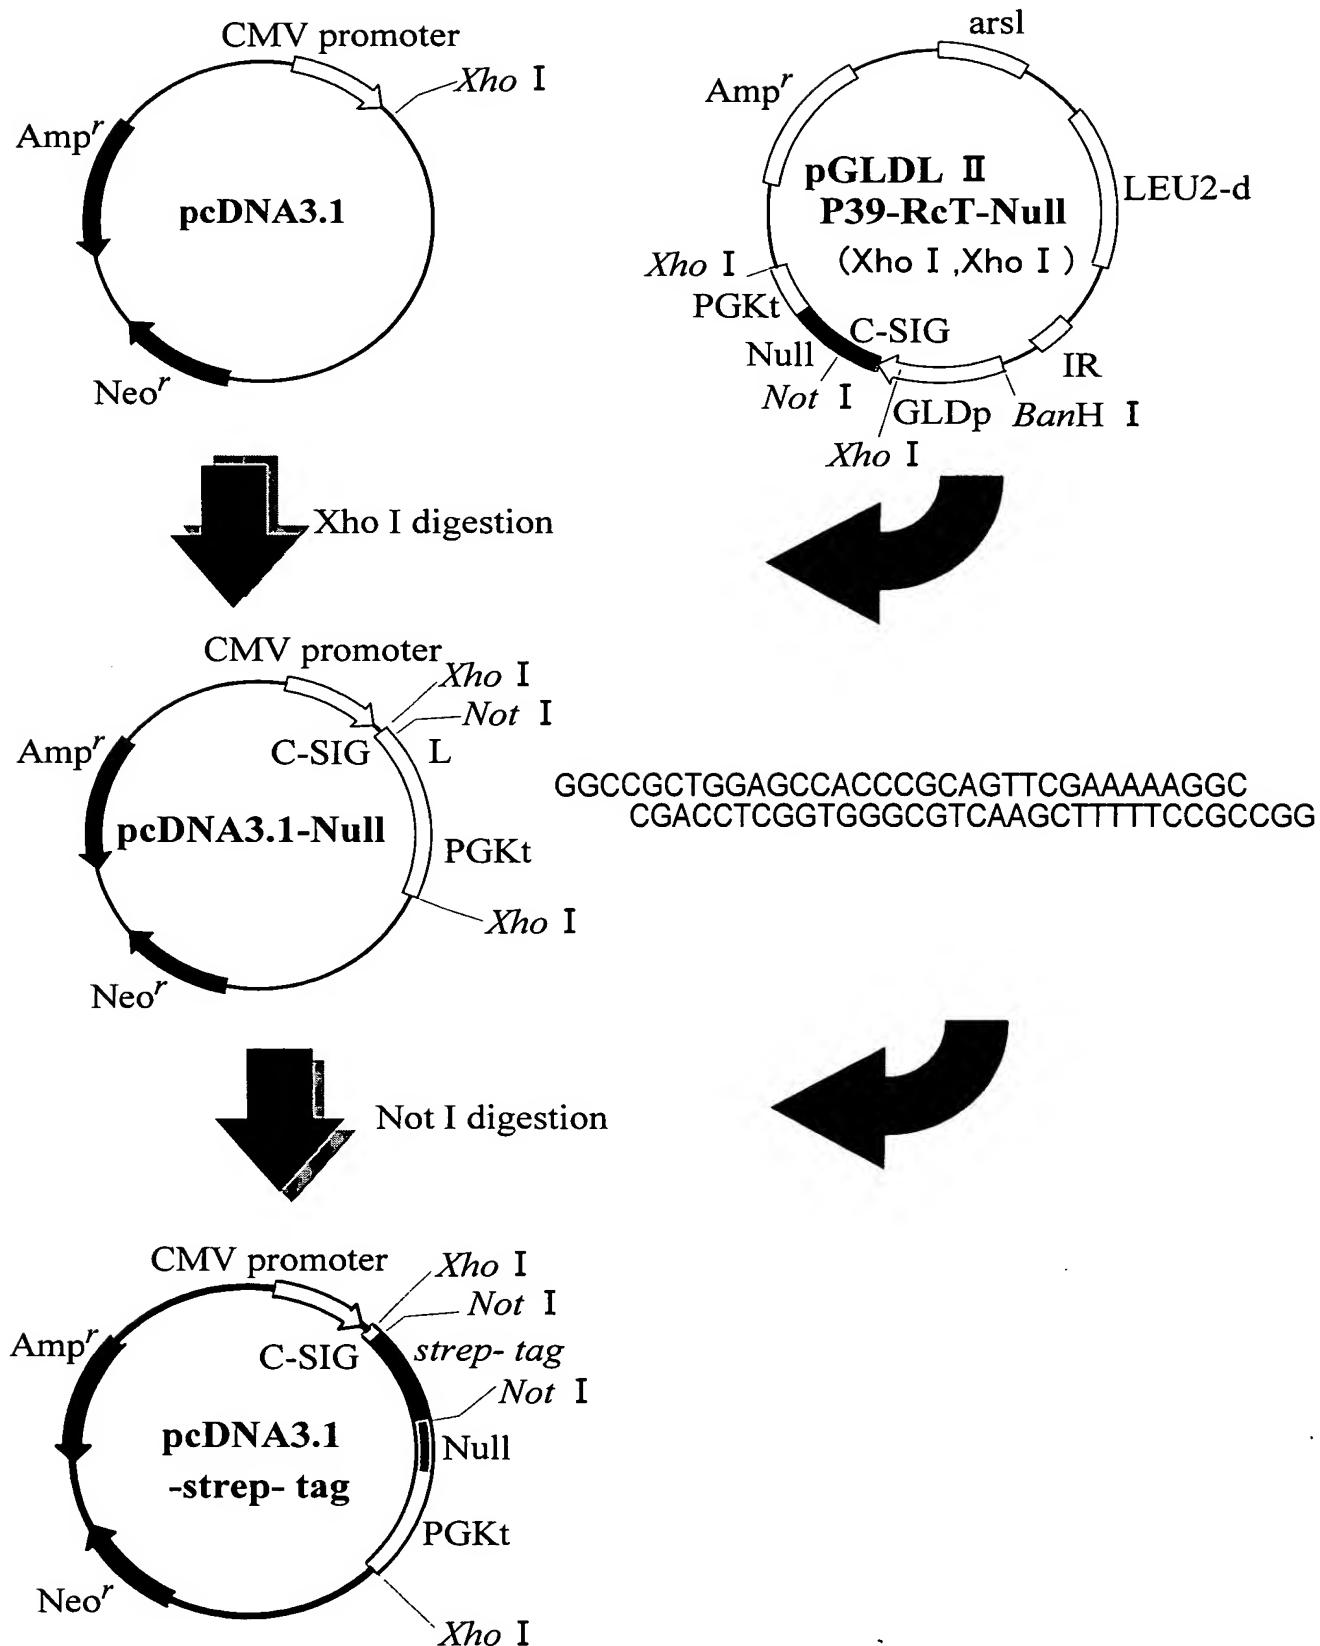 CMV promoter
Xho I
Amp^r
pcDNA3.1
Neo^r
arsl
Amp^r
pGLDL II
P39-RcT-Null
(Xho I ,Xho I )
LEU2-d
Xho I
PGKt
C-SIG
Null
IR
Not I
GLDp
BanH I
Xho I
Xho I digestion
CMV promoter
Xho I
Not I
Amp^r
C-SIG
L
pcDNA3.1-Null
PGKt
Xho I
Neo^r
GGCCGCTGGAGCCACCCGCAGTTCGAAAAAGGC
CGACCTCGGTGGGCGTCAAGCTTTTTCCGCCGG
Not I digestion
CMV promoter
Xho I
Not I
Amp^r
C-SIG
strep- tag
Not I
pcDNA3.1
-strep- tag
Null
PGKt
Neo^r
Xho I